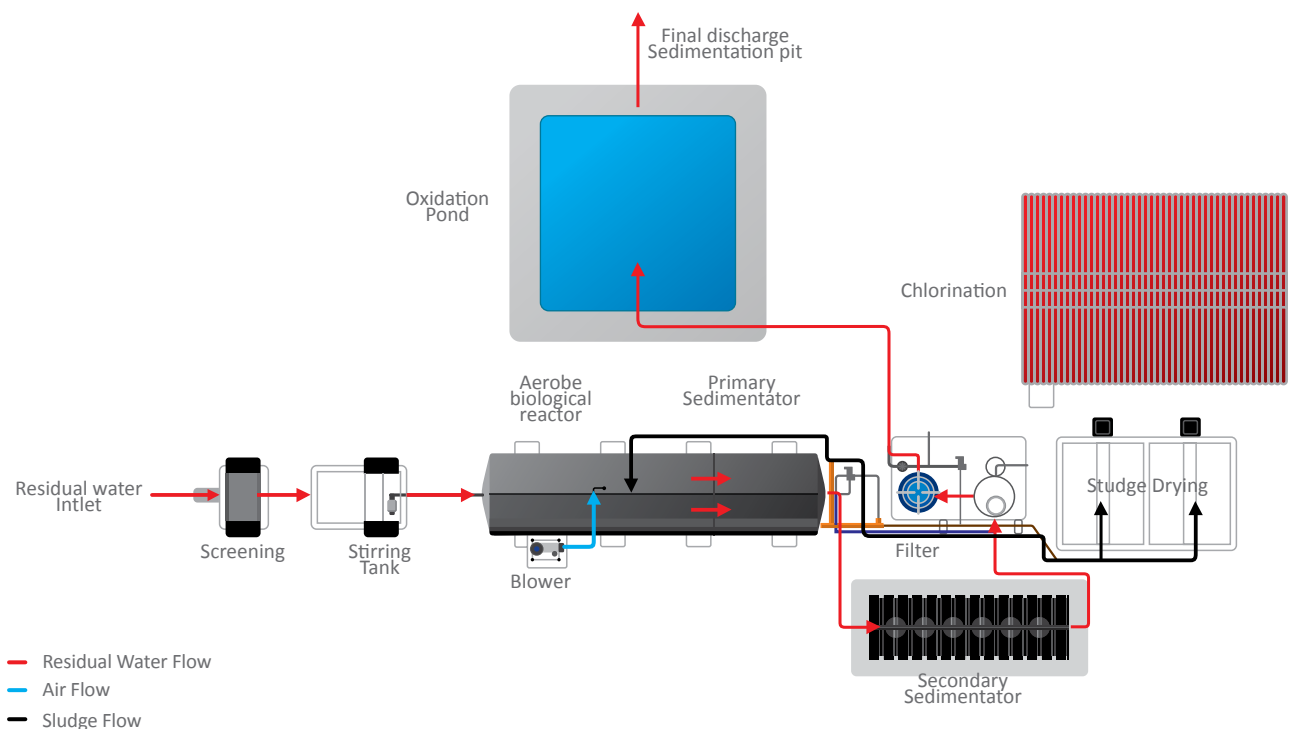 Final discharge
Sedimentation pit
Oxidation
Pond
Chlorination
Aerobe
biological
reactor
Primary
Sedimentator
Residual water
Intlet
Screening
Stirring
Tank
Blower
Filter
Studge Drying
Secondary
Sedimentator
Residual Water Flow
Air Flow
Sludge Flow